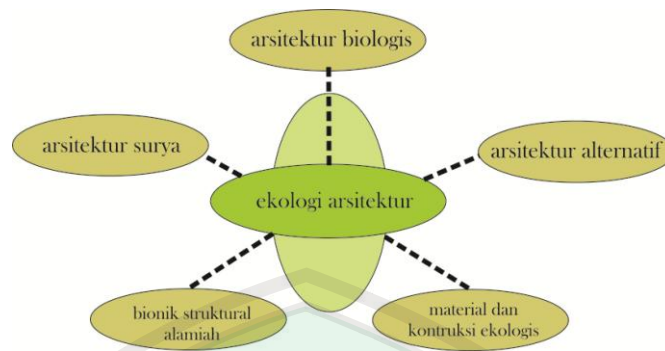 arsitektur biologis
arsitektur surya
arsitektur alternatif
ekologi arsitektur
bionik struktural
alamiah
material dan
kontruksi ekologis